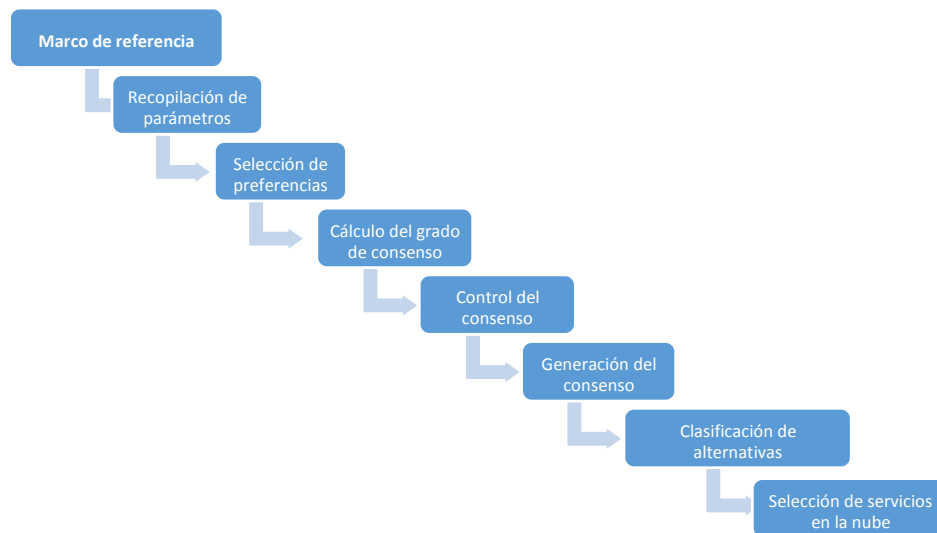 Marco de referencia
Recopilación de
parámetros
Selección de
preferencias
Cálculo del grado
de consenso
Control del
consenso
Generación del
consenso
Clasificación de
alternativas
Selección de servicios
en la nube